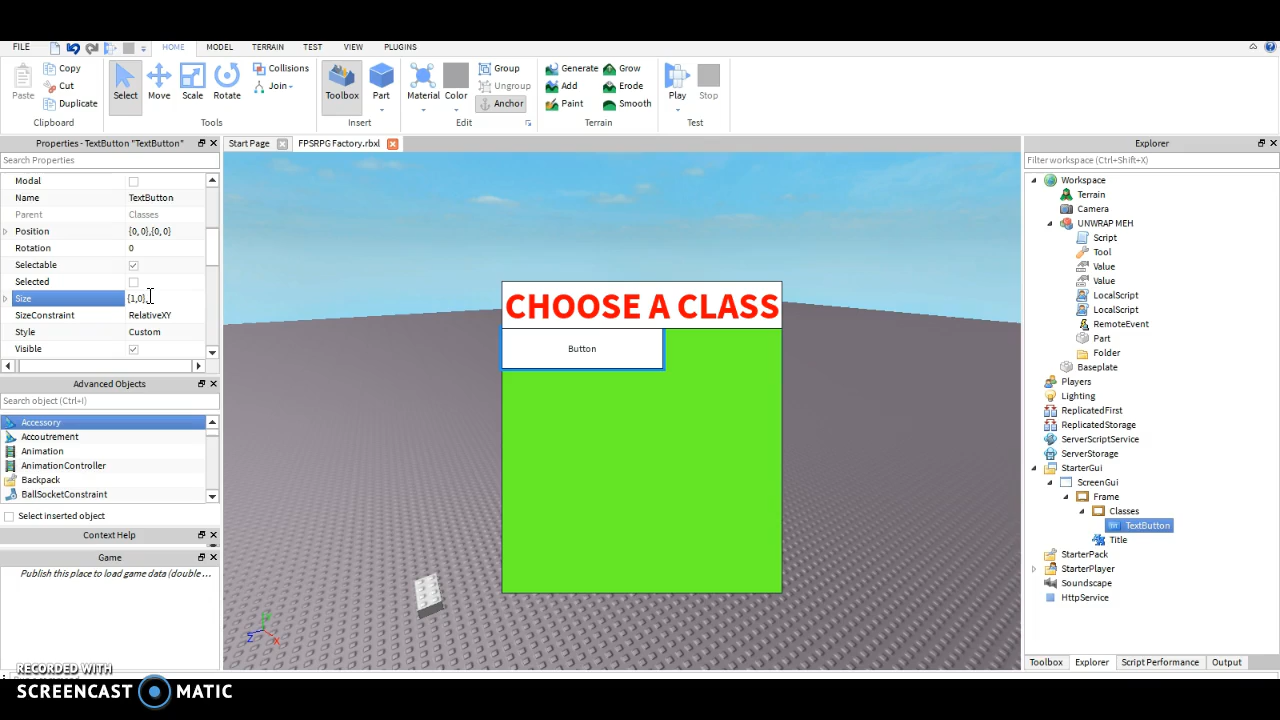 FILE HOME MODEL TERRAIN TEST VIEW PLUGINS
Paste Copy Cut Duplicate
Select Move Scale Rotate Collisions Join
Toolbox Part
Material Color Group Ungroup Anchor
Generate Grow
Add Erode
Paint Smooth
Play Stop
Clipboard Tools Insert Edit Terrain Test
Properties - TextButton "TextButton"
Search Properties
Modal
Name TextButton
Parent Classes
Position {0, 0},{0, 0}
Rotation 0
Selectable
Selected
Size {1,0},
SizeConstraint RelativeXY
Style Custom
Visible
Advanced Objects
Search object (Ctrl+I)
Accessory
Accoutrement
Animation
AnimationController
Backpack
BallSocketConstraint
Select inserted object
Context Help
Game
Publish this place to load game data (double ...
Start Page FPSRPG Factory.rbxl
CHOOSE A CLASS
Button
Y
Z X
Explorer
Filter workspace (Ctrl+Shift+X)
Workspace
Terrain
Camera
UNWRAP MEH
Script
Tool
Value
Value
LocalScript
LocalScript
RemoteEvent
Part
Folder
Baseplate
Players
Lighting
ReplicatedFirst
ReplicatedStorage
ServerScriptService
ServerStorage
StarterGui
ScreenGui
Frame
Classes
TextButton
Title
StarterPack
StarterPlayer
Soundscape
HttpService
Toolbox Explorer Script Performance Output
RECORDED WITH
SCREENCAST MATIC